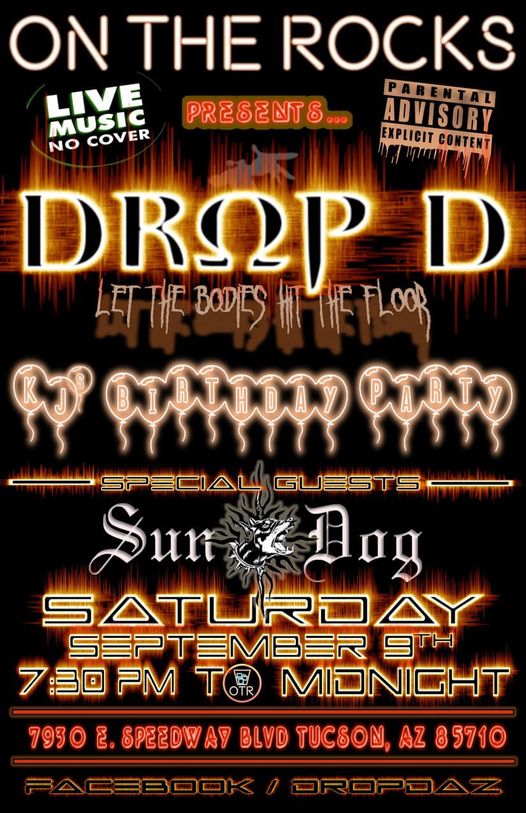 ON THE ROCKS
LIVE
MUSIC
NO COVER
PRESENTS...
PARENTAL
ADVISORY
EXPLICIT CONTENT
DROP D
LET THE BODIES HIT THE FLOOR
KJ's BIRTHDAY PARTY
SPECIAL GUESTS
Sun Dog
SATURDAY
SEPTEMBER 9TH
7:30 PM TO MIDNIGHT
OTR
7930 E. SPEEDWAY BLVD TUCSON, AZ 85710
FACEBOOK / DROPDAZ